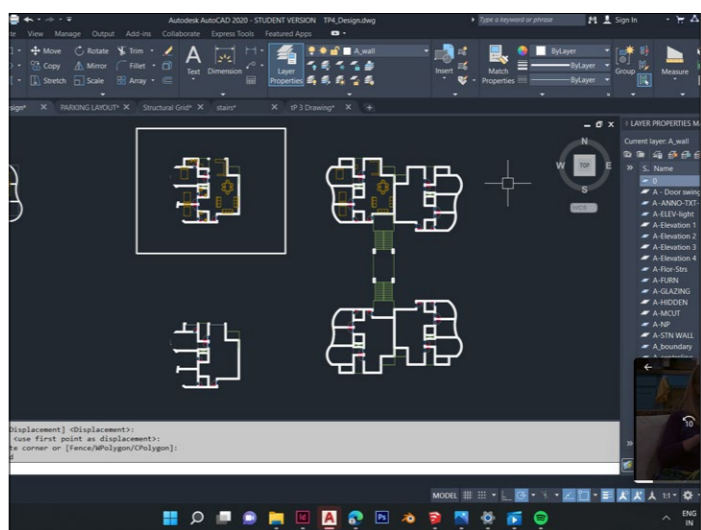 Autodesk AutoCAD 2020 - STUDENT VERSION TP4_Design.dwg
Type a keyword or phrase
Sign In
View Manage Output Add-ins Collaborate Express Tools Featured Apps
Move Rotate Trim
Copy Mirror Fillet
Stretch Scale Array
Text
Dimension
Layer
Properties
A_wall
Insert
Match
Properties
ByLayer
ByLayer
ByLayer
Group
Measure
PARKING LAYOUT*
Structural Grid*
stairs*
tP 3 Drawing*
N
W
TOP
E
S
WCS
LAYER PROPERTIES
Current layer: A_wall
S.. Name
0
A - Door swing
A-ANNO-TXT-
A-ELEV-light
A-Elevation 1
A-Elevation 2
A-Elevation 3
A-Elevation 4
A-Flor-Strs
A-FURN
A-GLAZING
A-HIDDEN
A-MCUT
A-NP
A-STN WALL
A_boundary
10
Displacement] <Displacement>:
<use first point as displacement>:
corner or [Fence/WPolygon/CPolygon]:
MODEL
1:1
ENG
IN